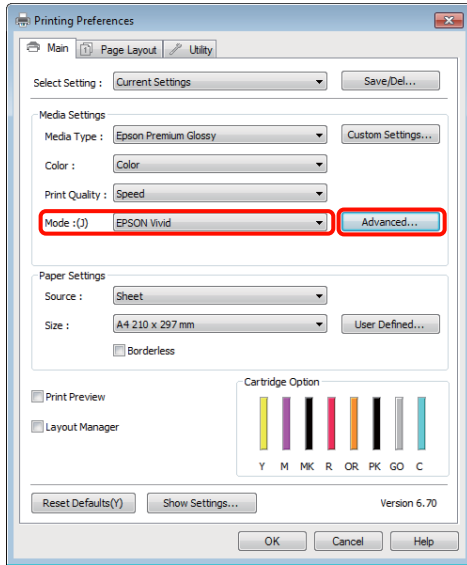 Printing Preferences
Main Page Layout Utility
Select Setting : Current Settings Save/Del...
Media Settings
Media Type : Epson Premium Glossy Custom Settings...
Color : Color
Print Quality : Speed
Mode :(J) EPSON Vivid Advanced...
Paper Settings
Source : Sheet
Size : A4 210 x 297 mm User Defined...
Borderless
Print Preview
Layout Manager
Cartridge Option
Y M MK R OR PK GO C
Reset Defaults(Y) Show Settings... Version 6.70
OK Cancel Help